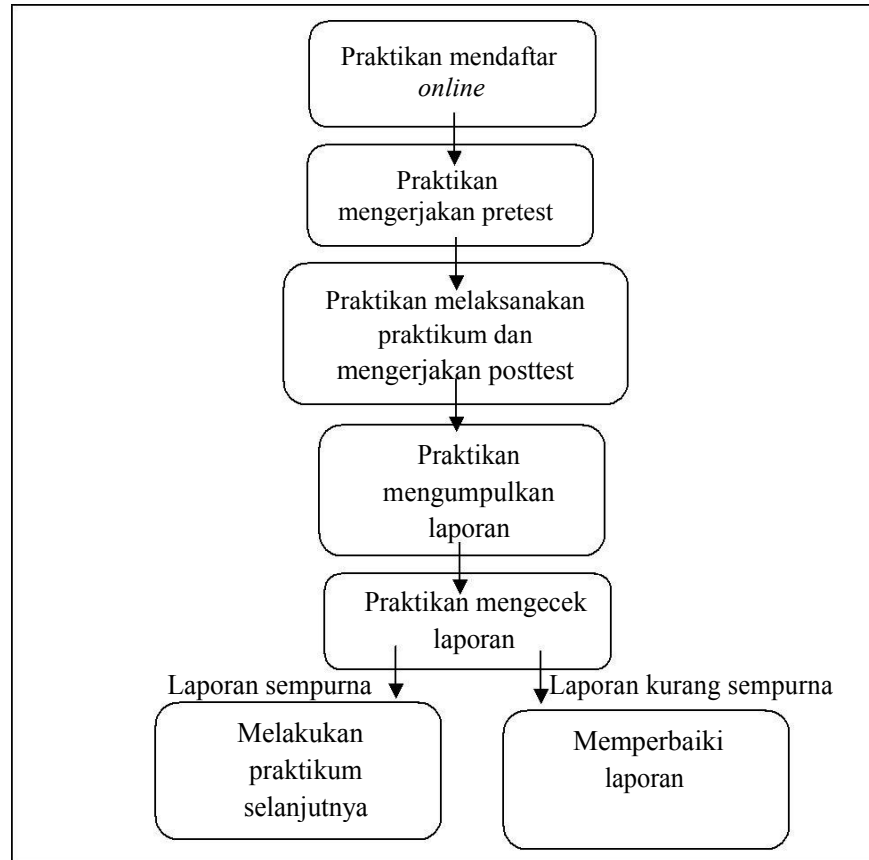 Praktikan mendaftar
online
Praktikan
mengerjakan pretest
Praktikan melaksanakan
praktikum dan
mengerjakan posttest
Praktikan
mengumpulkan
laporan
Praktikan mengecek
laporan
Laporan sempurna
Laporan kurang sempurna
Melakukan
praktikum
selanjutnya
Memperbaiki
laporan